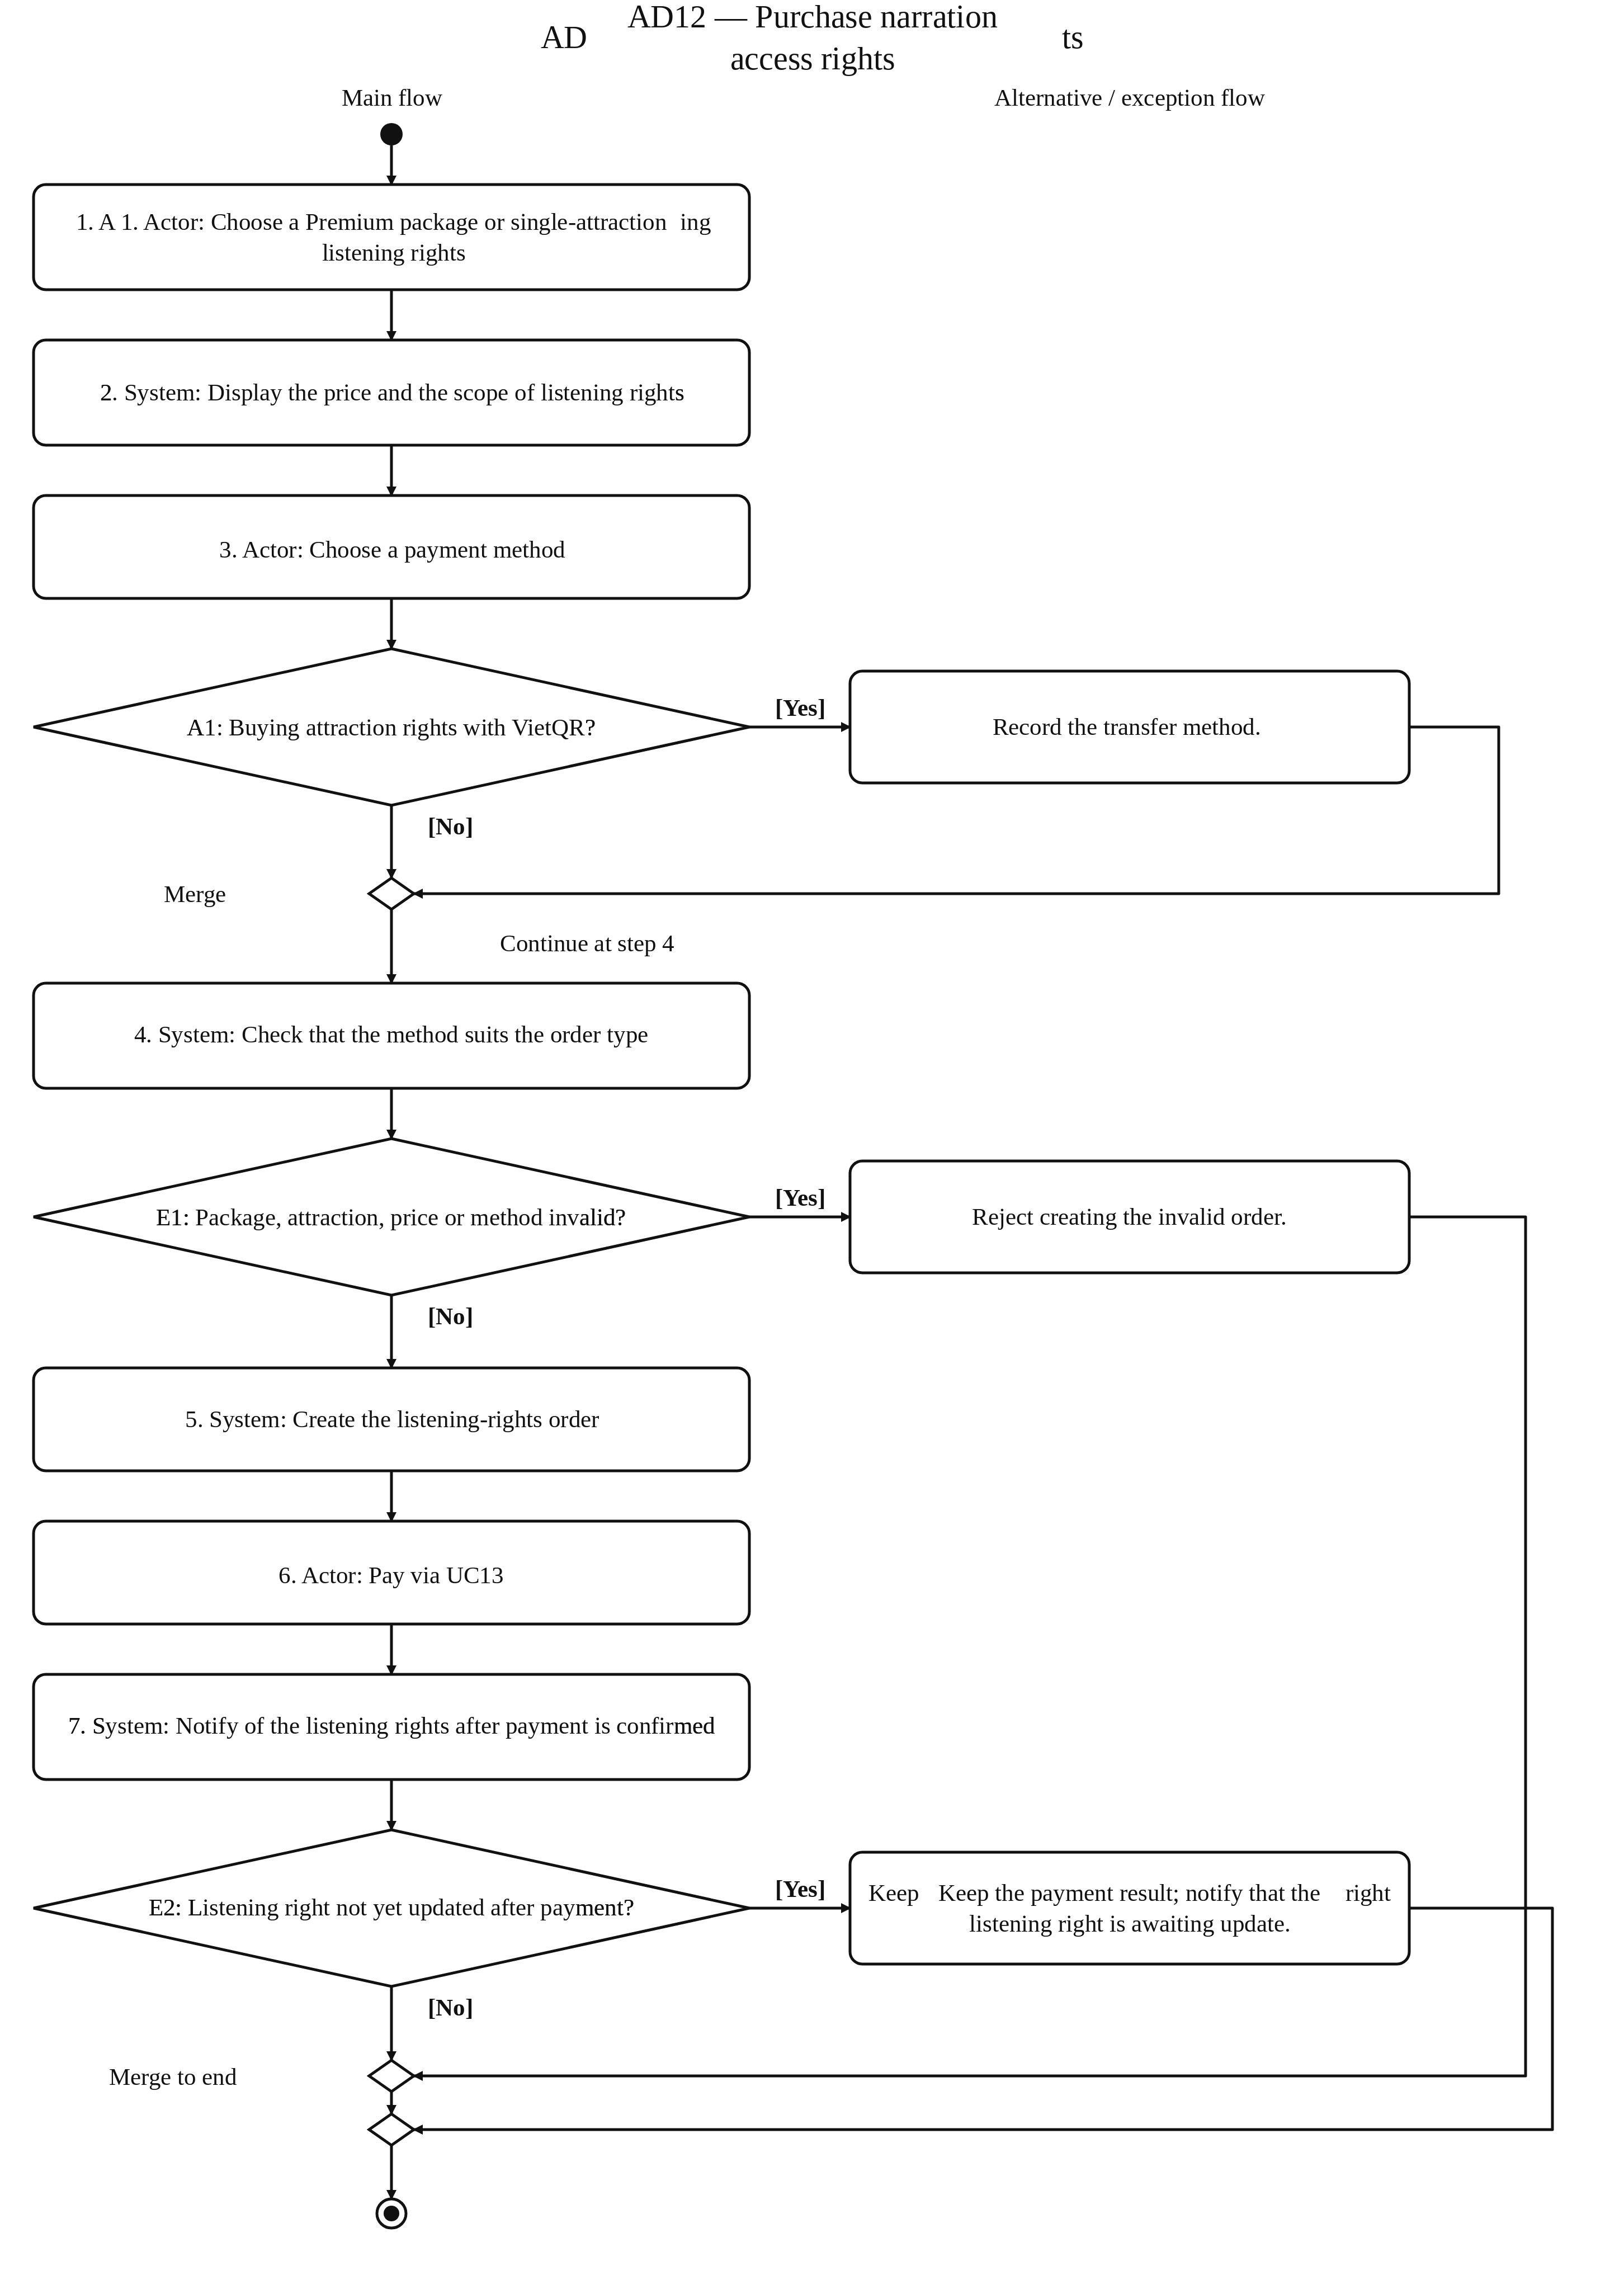 AD AD12 — Purchase narration ts
access rights
Main flow
Alternative / exception flow
1. A 1. Actor: Choose a Premium package or single-attraction ing
listening rights
2. System: Display the price and the scope of listening rights
3. Actor: Choose a payment method
A1: Buying attraction rights with VietQR?
[Yes]
Record the transfer method.
[No]
Merge
Continue at step 4
4. System: Check that the method suits the order type
E1: Package, attraction, price or method invalid?
[Yes]
Reject creating the invalid order.
[No]
5. System: Create the listening-rights order
6. Actor: Pay via UC13
7. System: Notify of the listening rights after payment is confirmed
E2: Listening right not yet updated after payment?
[Yes]
Keep Keep the payment result; notify that the right
listening right is awaiting update.
[No]
Merge to end